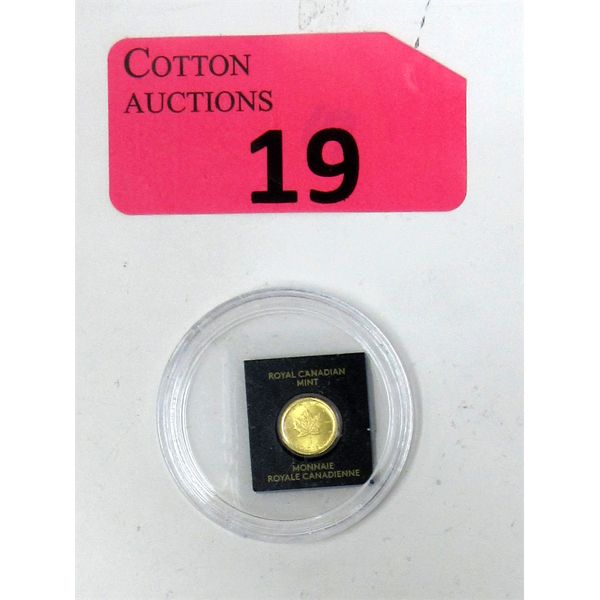 COTTON
AUCTIONS
19
ROYAL CANADIAN
MINT
MONNAIE
ROYALE CANADIENNE